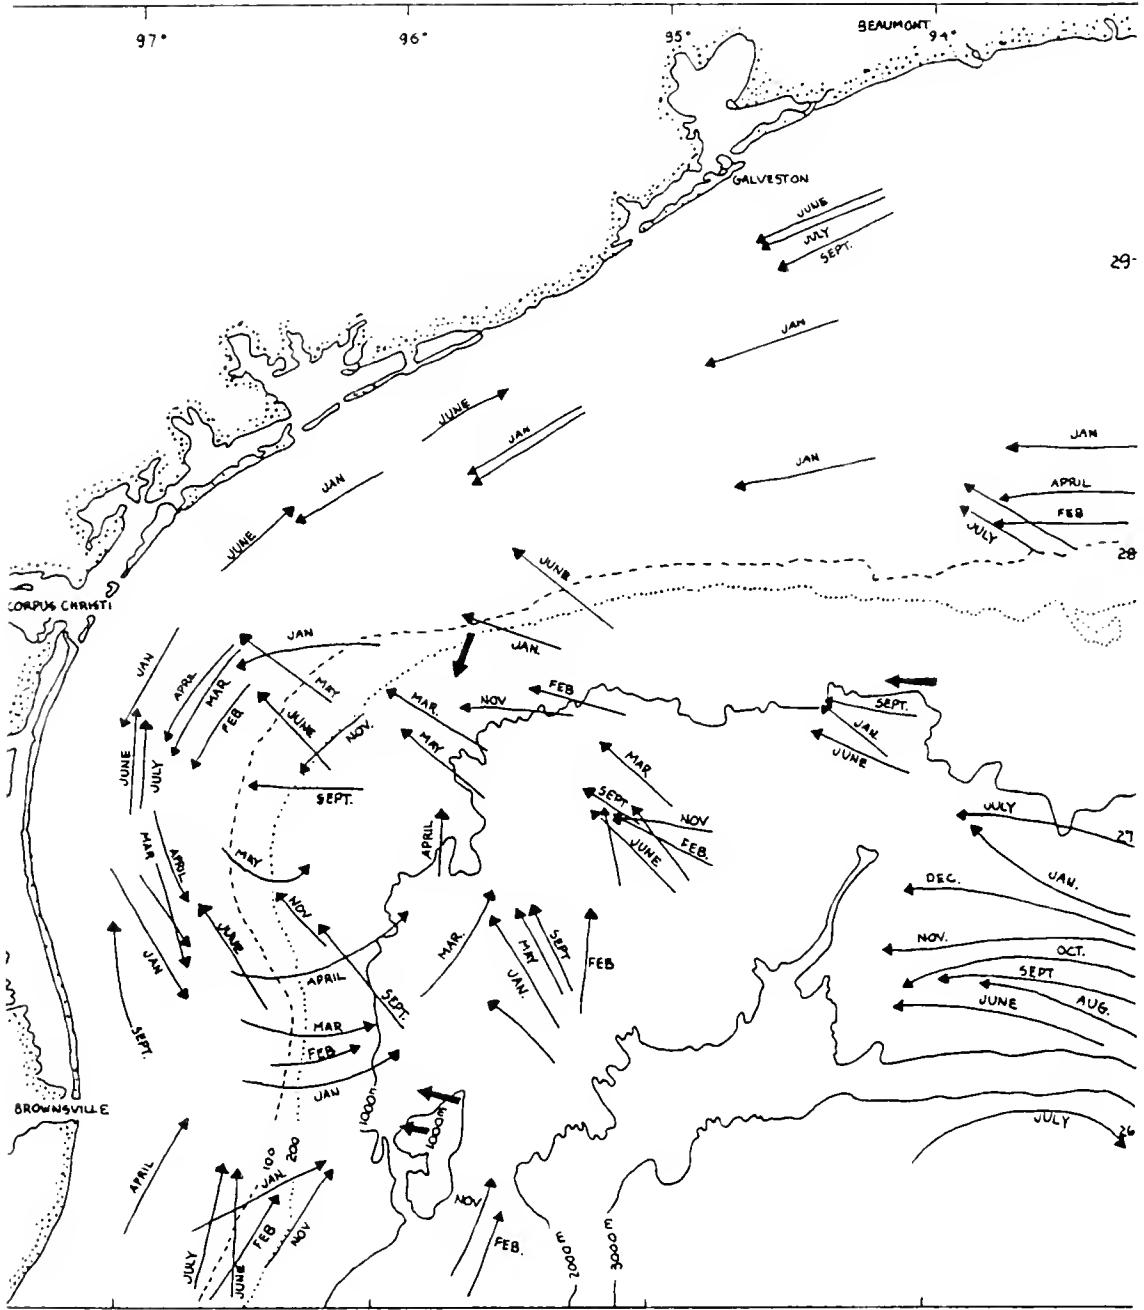 97°
96°
95°
94°
BEAUMONT
GALVESTON
JUNE
JULY
SEPT.
29
JAN
JUNE
JAN
JAN
JAN
JAN
APRIL
FEB
JULY
28
JUNE
JUNE
CORPUS CHRISTI
JAN
JAN.
JAN
APRIL
MAR
FEB
MAY
JUNE
NOV.
MAR.
NOV
FEB
SEPT.
JAN.
JUNE
MAY
MAR
JUNE
JULY
SEPT.
SEPT
NOV
FEB.
JUNE
JULY
27
MAR
APRIL
MAY
APRIL
JAN.
DEC.
NOV
JUNE
MAR.
SEPT
MAY
JAN.
FEB
NOV.
OCT.
SEPT
AUG.
JUNE
JAN
APRIL
SEPT.
SEPT.
MAR
FEB
JAN
1000m
1000m
BROWNSVILLE
JULY
26
APRIL
100
200
JAN.
JULY
JUNE
FEB
NOV
NOV
FEB.
2000 m
3000 m